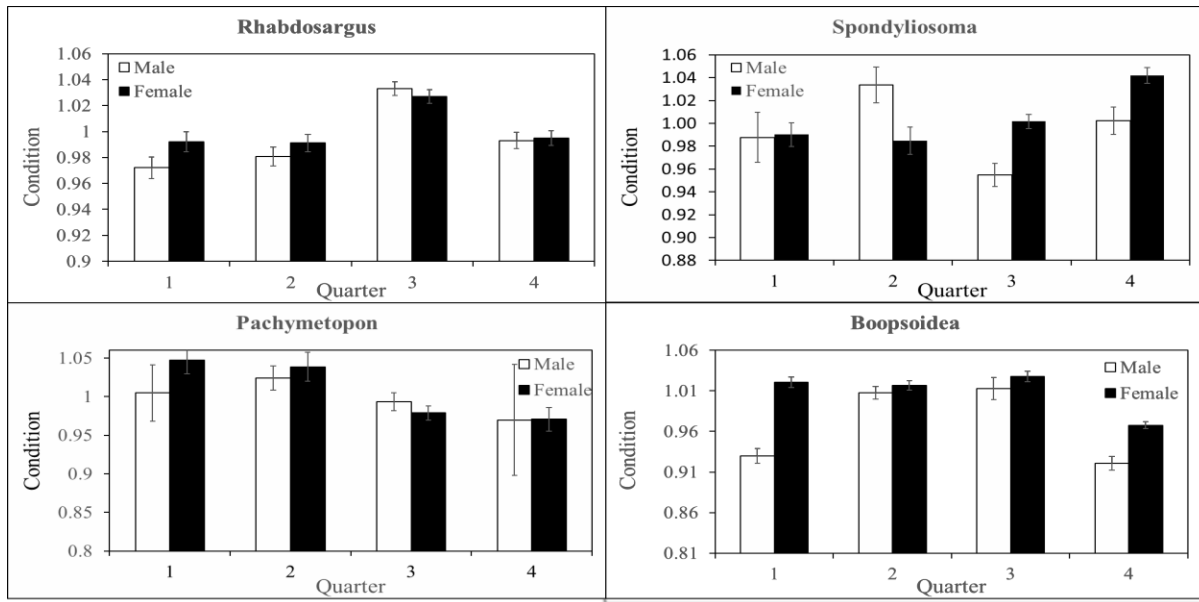 Rhabdosargus
1.06
1.04
1.02
1
0.98
0.96
0.94
0.92
0.9
Condition
Male
Female
1 2 3 4
Quarter
Spondyliosoma
1.06
1.04
1.02
1.00
0.98
0.96
0.94
0.92
0.90
0.88
Condition
Male
Female
1 2 3 4
Quarter
Pachymetopon
1.05
1
0.95
0.9
0.85
0.8
Condition
Male
Female
1 2 3 4
Quarter
Boopsoidea
1.06
1.01
0.96
0.91
0.86
0.81
Condition
Male
Female
1 2 3 4
Quarter